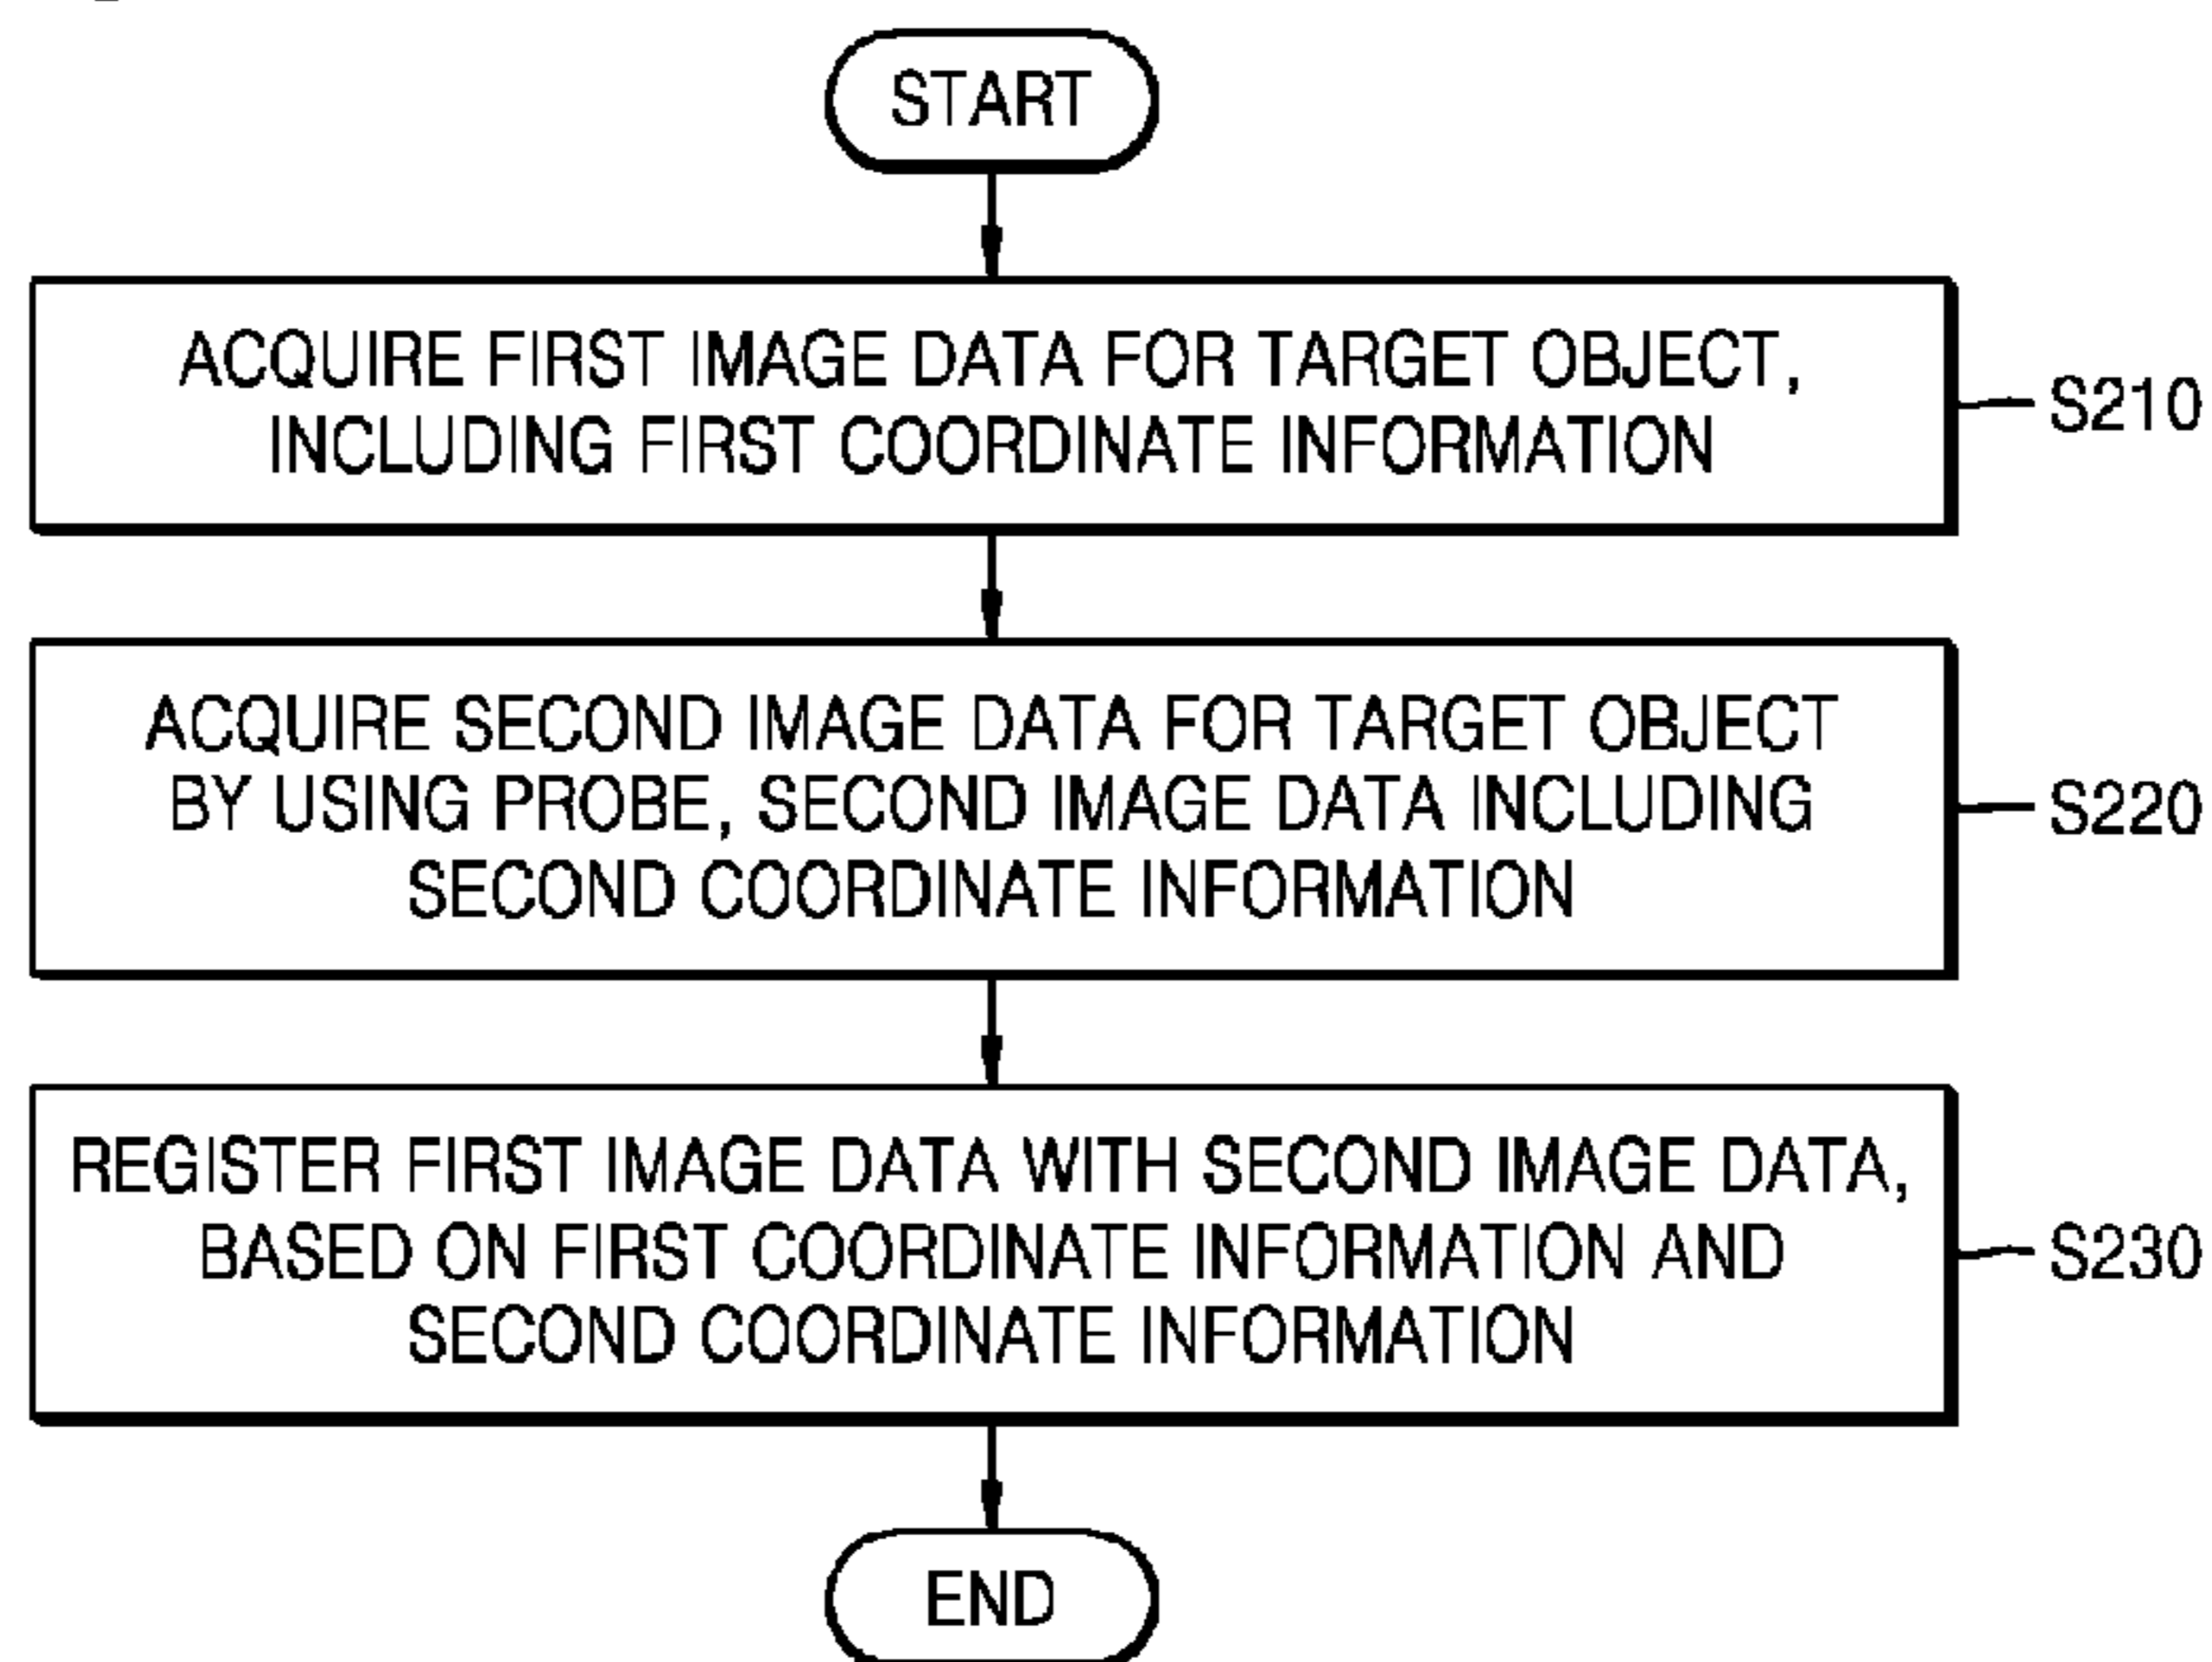 START
ACQUIRE FIRST IMAGE DATA FOR TARGET OBJECT,
INCLUDING FIRST COORDINATE INFORMATION
S210
ACQUIRE SECOND IMAGE DATA FOR TARGET OBJECT
BY USING PROBE, SECOND IMAGE DATA INCLUDING
SECOND COORDINATE INFORMATION
S220
REGISTER FIRST IMAGE DATA WITH SECOND IMAGE DATA,
BASED ON FIRST COORDINATE INFORMATION AND
SECOND COORDINATE INFORMATION
S230
END